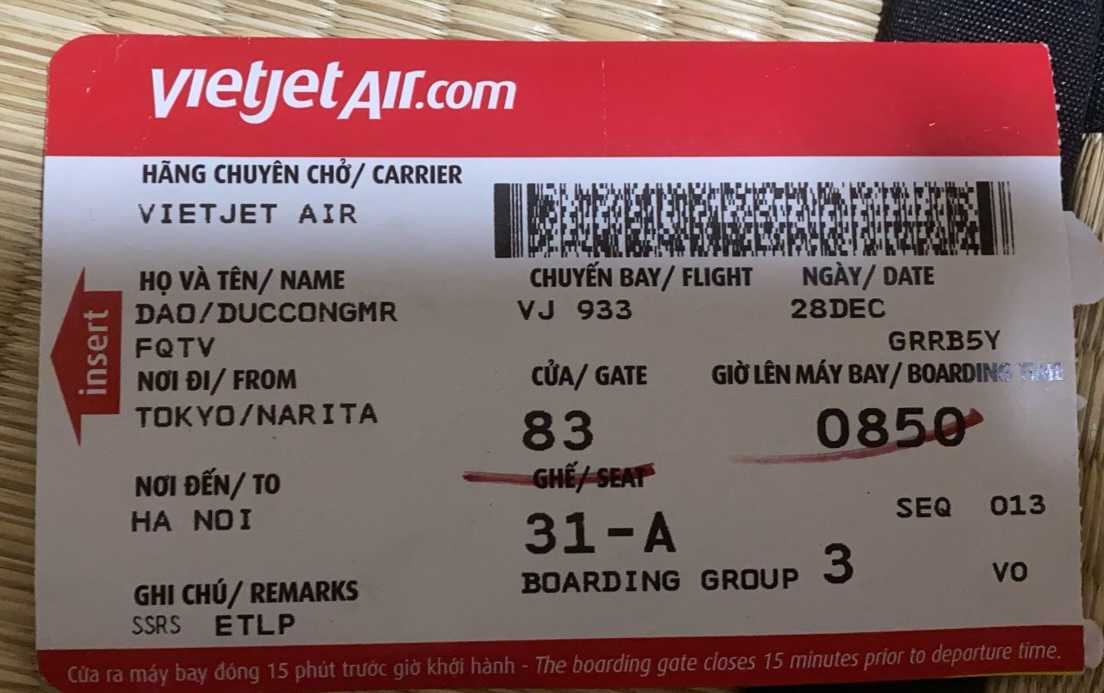 vietjetAir.com
HÃNG CHUYÊN CHỞ/ CARRIER
VIETJET AIR
HỌ VÀ TÊN/ NAME
DAO/DUCCONGMR
FQTV
CHUYẾN BAY/ FLIGHT
VJ 933
NGÀY/ DATE
28DEC
GRRB5Y
insert
NƠI ĐI/ FROM
TOKYO/NARITA
CỬA/ GATE
83
GIỜ LÊN MÁY BAY/ BOARDING TIME
0850
NƠI ĐẾN/ TO
HA NOI
GHẾ/ SEAT
31-A
SEQ 013
BOARDING GROUP 3
VO
GHI CHÚ/ REMARKS
SSRS ETLP
Cửa ra máy bay đóng 15 phút trước giờ khởi hành - The boarding gate closes 15 minutes prior to departure time.